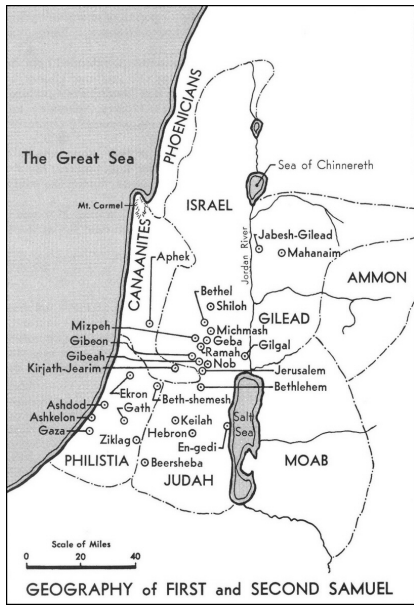 PHOENICIANS
The Great Sea
Sea of Chinnereth
Mt. Carmel
ISRAEL
CANAANITES
Aphek
Jordan River
Jabesh-Gilead
Mahanaim
AMMON
Bethel
Shiloh
GILEAD
Mizpeh
Michmash
Gibeon
Geba
Ramah
Gilgal
Gibeah
Nob
Kirjath-Jearim
Jerusalem
Bethlehem
Ekron
Beth-shemesh
Ashdod
Gath
Keilah
Salt
Sea
Ashkelon
Hebron
Gaza
Ziklag
En-gedi
PHILISTIA
Beersheba
MOAB
JUDAH
Scale of Miles
0 20 40
GEOGRAPHY of FIRST and SECOND SAMUEL